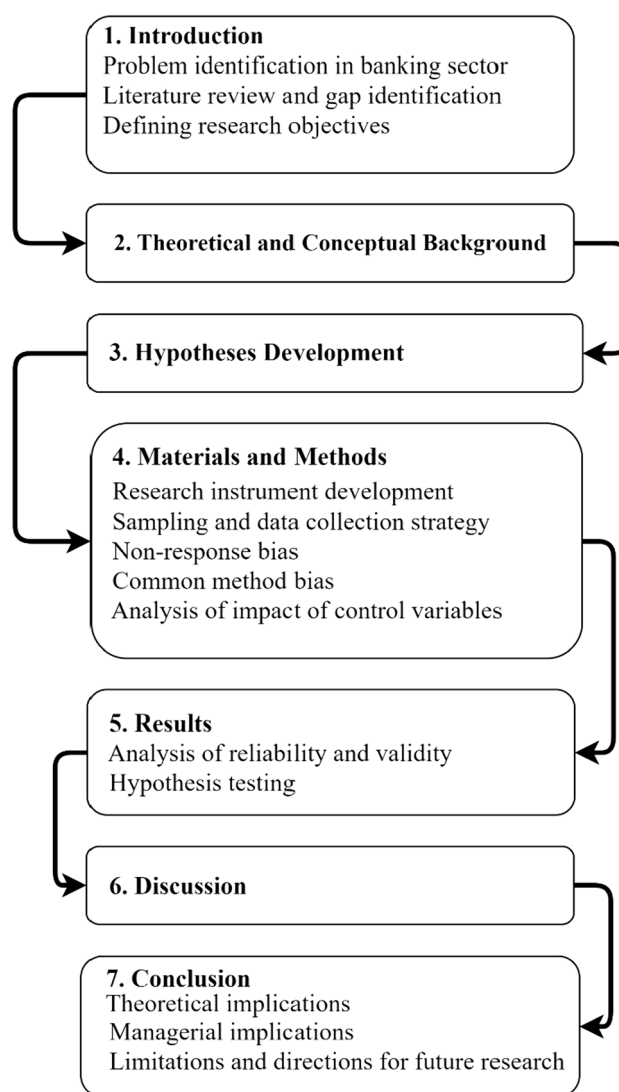 1. Introduction
Problem identification in banking sector
Literature review and gap identification
Defining research objectives
2. Theoretical and Conceptual Background
3. Hypotheses Development
4. Materials and Methods
Research instrument development
Sampling and data collection strategy
Non-response bias
Common method bias
Analysis of impact of control variables
5. Results
Analysis of reliability and validity
Hypothesis testing
6. Discussion
7. Conclusion
Theoretical implications
Managerial implications
Limitations and directions for future research